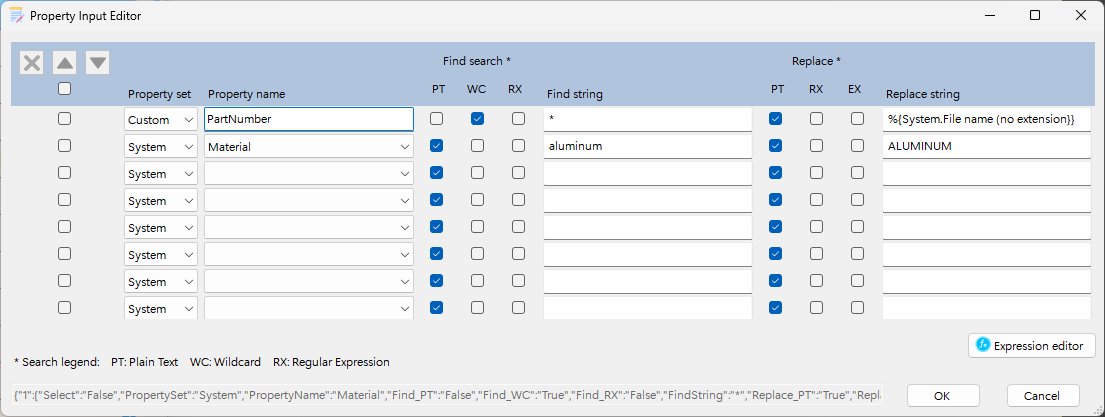 Property Input Editor
Find search * Replace *
Property set Property name PT WC RX Find string PT RX EX Replace string
Custom PartNumber * %{System.File name (no extension}}
System Material aluminum ALUMINUM
System
System
System
System
System
System
Expression editor
* Search legend: PT: Plain Text WC: Wildcard RX: Regular Expression
{"1":{"Select":"False","PropertySet":"System","PropertyName":"Material","Find_PT":"False","Find_WC":"True","Find_RX":"False","FindString":"*","Replace_PT":"True","Repl
OK Cancel